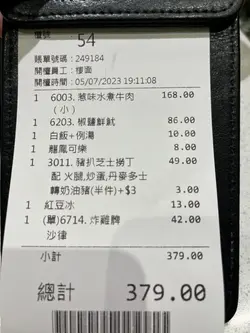 54
賬單號碼 : 249184
開檯員工 : 樓面
開檯時間 : 05/07/2023 19:11:08
1 6003. 惹味水煮牛肉 168.00
(小)
1 6203. 椒鹽鮮魷 86.00
1 白飯+例湯 10.00
1 龍鳳可樂 8.00
1 3011. 豬扒芝士撈丁 49.00
配 火腿,炒蛋,丹麥多士
轉奶油豬(半件)+$3 3.00
1 紅豆冰 13.00
1 (單)6714. 炸雞髀 42.00
沙律
小計 379.00
總計 379.00